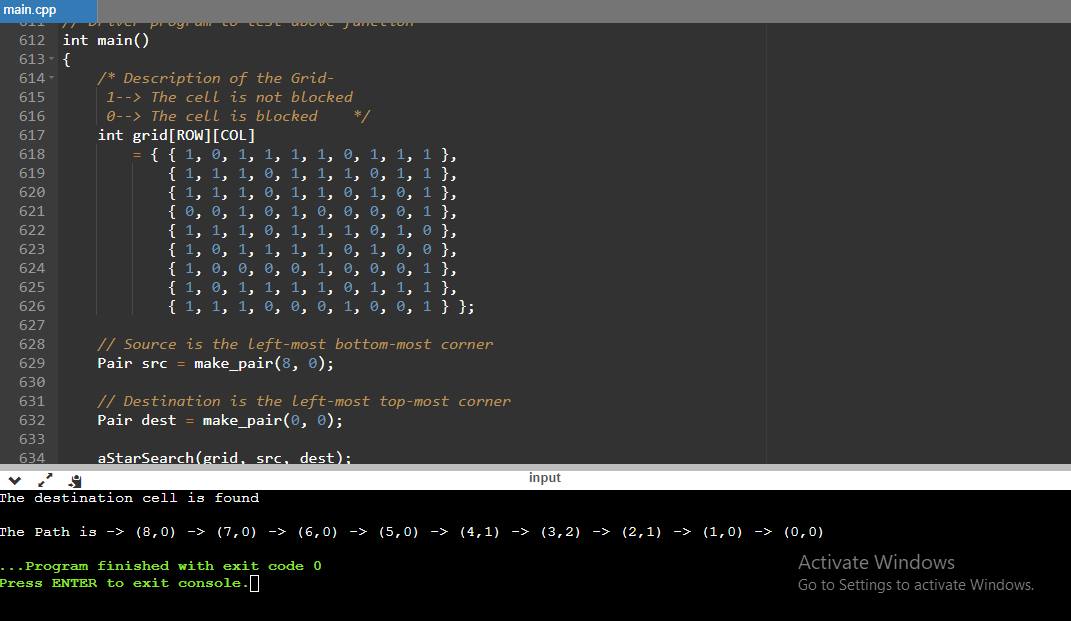 main.cpp
611 // Driver program to test above function
612 int main()
613 {
614 /* Description of the Grid-
615 1--> The cell is not blocked
616 0--> The cell is blocked */
617 int grid[ROW][COL]
618 = { { 1, 0, 1, 1, 1, 1, 0, 1, 1, 1 },
619 { 1, 1, 1, 0, 1, 1, 1, 0, 1, 1 },
620 { 1, 1, 1, 0, 1, 1, 0, 1, 0, 1 },
621 { 0, 0, 1, 0, 1, 0, 0, 0, 0, 1 },
622 { 1, 1, 1, 0, 1, 1, 1, 0, 1, 0 },
623 { 1, 0, 1, 1, 1, 1, 0, 1, 0, 0 },
624 { 1, 0, 0, 0, 0, 1, 0, 0, 0, 1 },
625 { 1, 0, 1, 1, 1, 1, 0, 1, 1, 1 },
626 { 1, 1, 1, 0, 0, 0, 1, 0, 0, 1 } };
627
628 // Source is the left-most bottom-most corner
629 Pair src = make_pair(8, 0);
630
631 // Destination is the left-most top-most corner
632 Pair dest = make_pair(0, 0);
633
634 aStarSearch(grid, src, dest);
input
The destination cell is found
The Path is -> (8,0) -> (7,0) -> (6,0) -> (5,0) -> (4,1) -> (3,2) -> (2,1) -> (1,0) -> (0,0)
...Program finished with exit code 0
Press ENTER to exit console.
Activate Windows
Go to Settings to activate Windows.